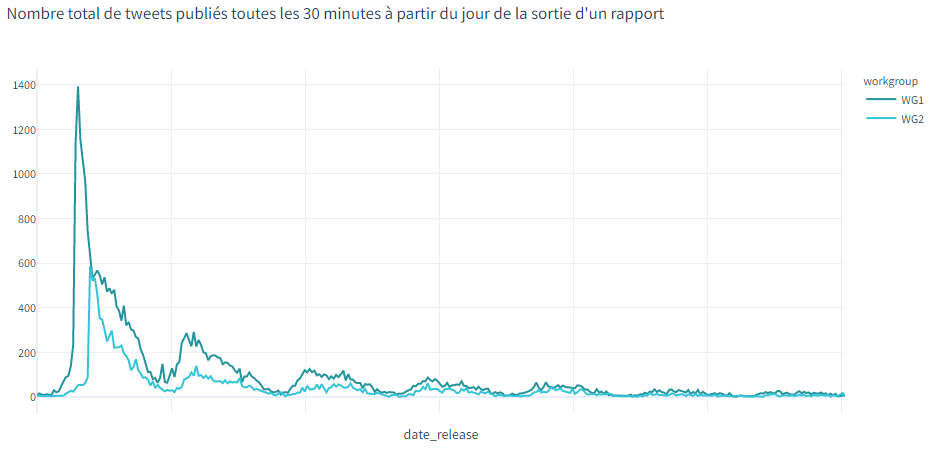 Nombre total de tweets publiés toutes les 30 minutes à partir du jour de la sortie d'un rapport
workgroup
WG1
WG2
1400
1200
1000
800
600
400
200
0
date_release